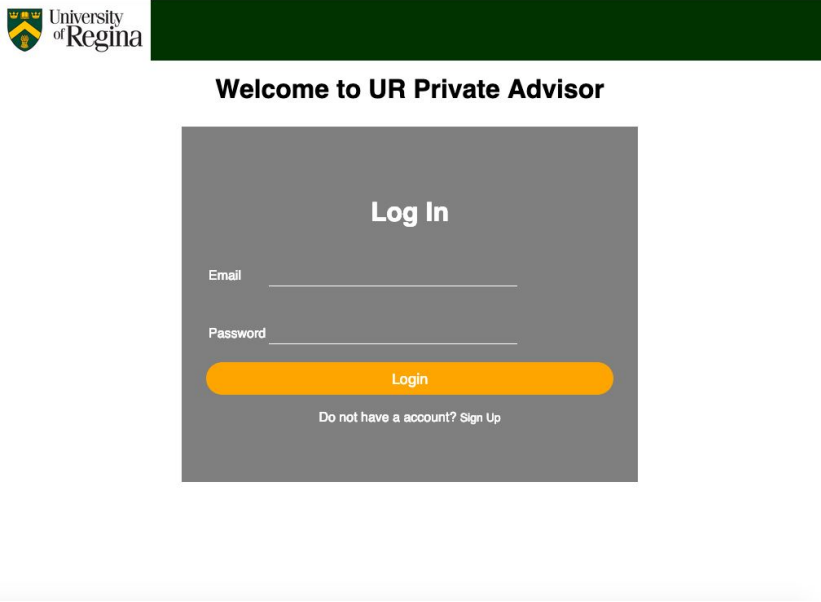 University
of Regina
Welcome to UR Private Advisor
Log In
Email
Password
Login
Do not have a account? Sign Up